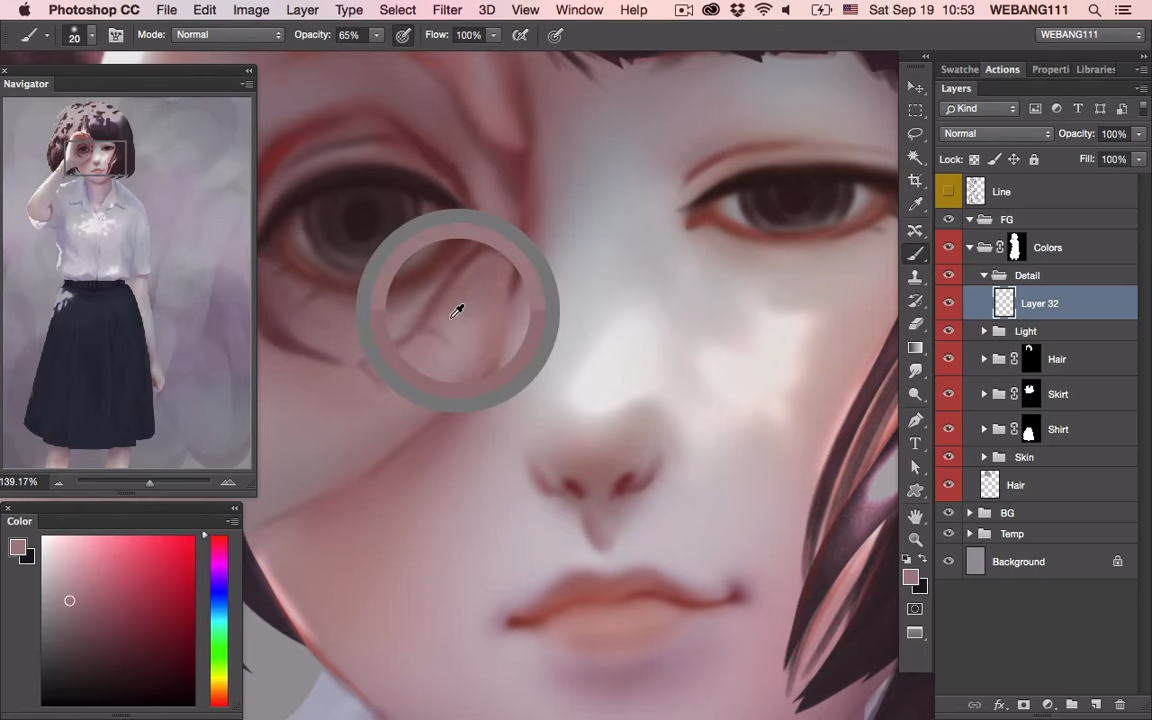 Photoshop CC File Edit Image Layer Type Select Filter 3D View Window Help Sat Sep 19 10:53 WEBANG111
20 Mode: Normal Opacity: 65% Flow: 100% WEBANG111
Navigator
139.17%
Color
Swatche Actions Properti Libraries
Layers
Kind
Normal Opacity: 100%
Lock: Fill: 100%
Line
FG
Colors
Detail
Layer 32
Light
Hair
Skirt
Shirt
Skin
Hair
BG
Temp
Background